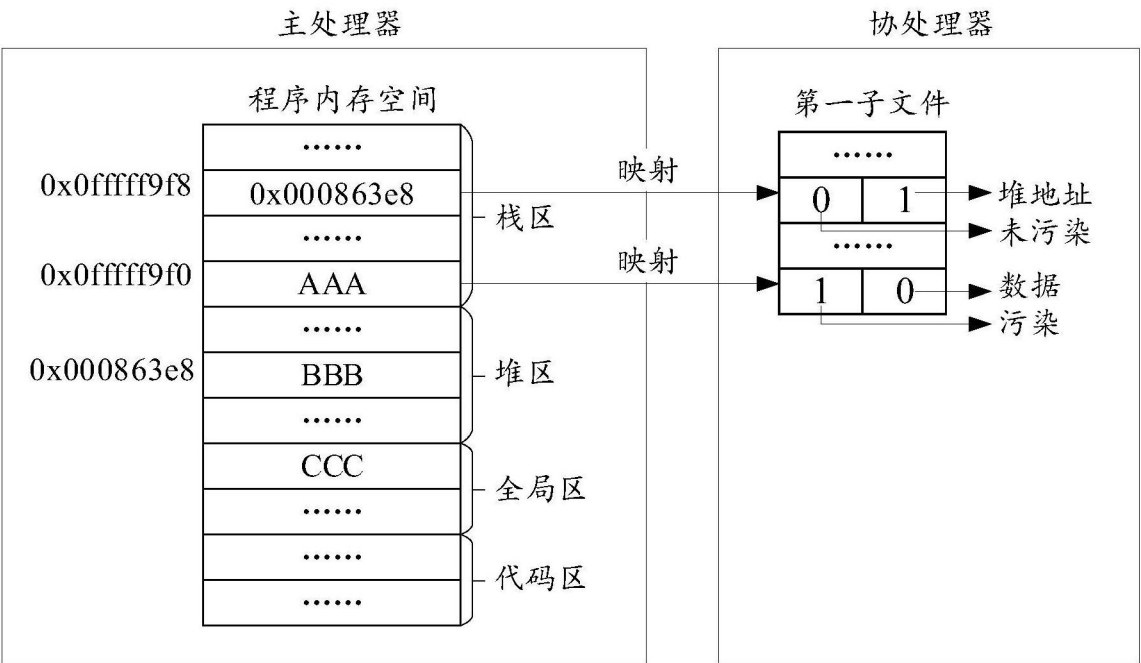 主处理器
协处理器
程序内存空间
第一子文件
……
……
0x0fffff9f8
0x000863e8
映射
0 1
堆地址
未污染
……
栈区
……
0x0fffff9f0
AAA
映射
1 0
数据
污染
……
0x000863e8
BBB
堆区
……
CCC
全局区
……
……
代码区
……